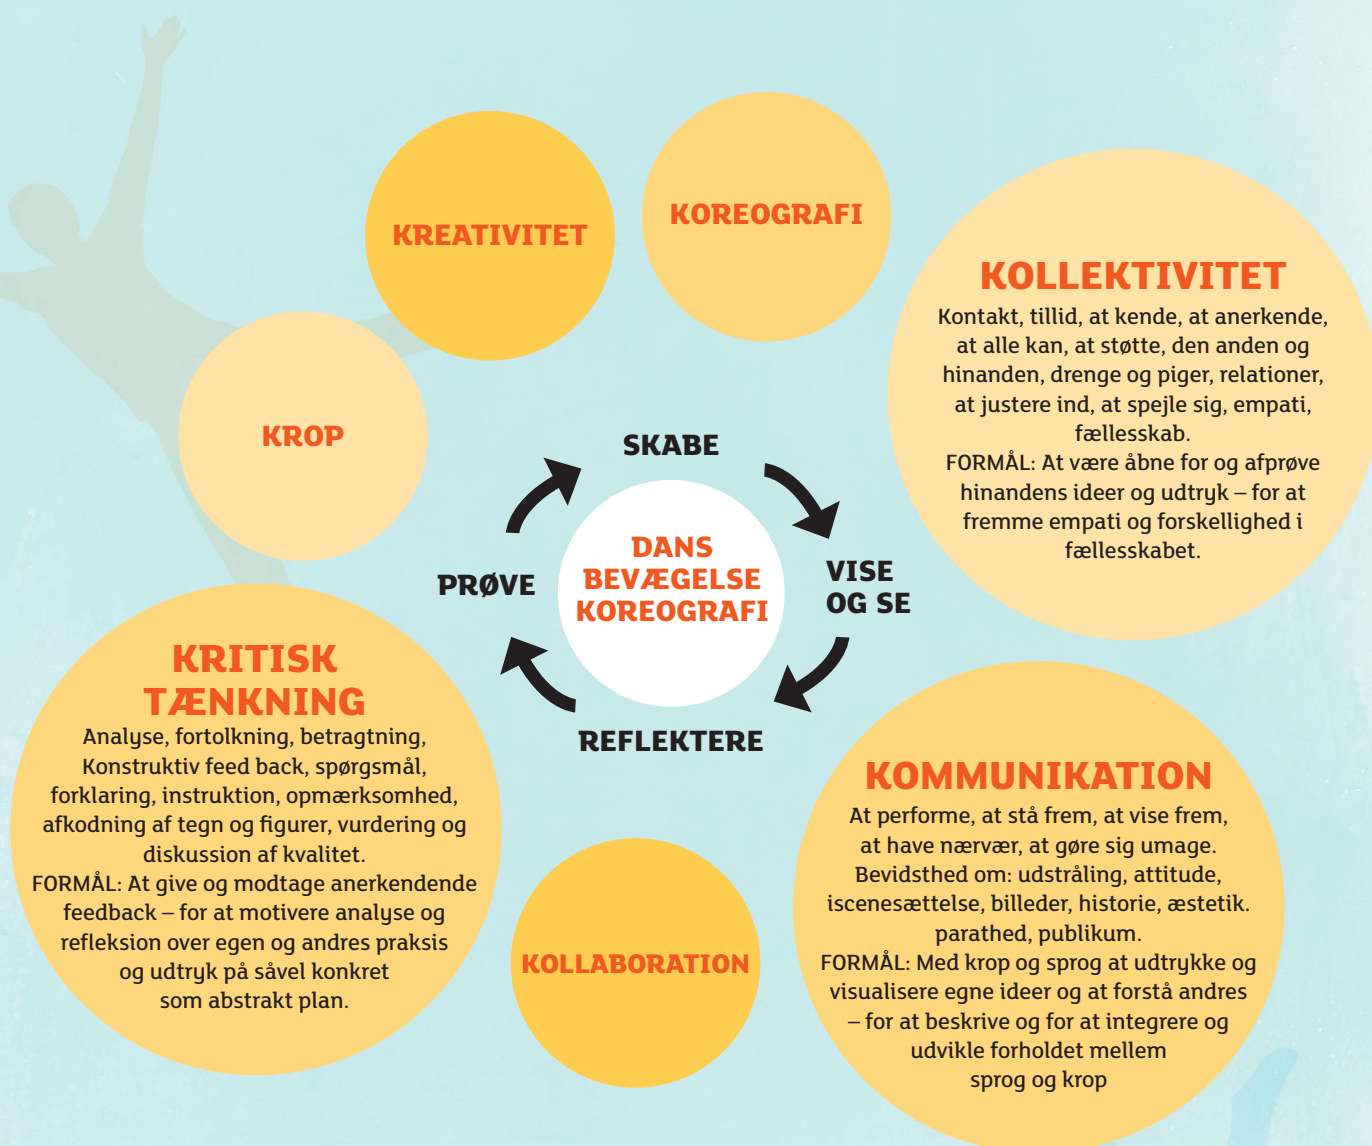 KREATIVITET
KOREOGRAFI
KOLLEKTIVITET
Kontakt, tillid, at kende, at anerkende,
at alle kan, at støtte, den anden og
hinanden, drenge og piger, relationer,
at justere ind, at spejle sig, empati,
fællesskab.
FORMÅL: At være åbne for og afprøve
hinandens ideer og udtryk – for at
fremme empati og forskellighed i
fællesskabet.
KROP
SKABE
VISE
OG SE
REFLEKTERE
PRØVE
DANS
BEVÆGELSE
KOREOGRAFI
KRITISK
TÆNKNING
Analyse, fortolkning, betragtning,
Konstruktiv feed back, spørgsmål,
forklaring, instruktion, opmærksomhed,
afkodning af tegn og figurer, vurdering og
diskussion af kvalitet.
FORMÅL: At give og modtage anerkendende
feedback – for at motivere analyse og
refleksion over egen og andres praksis
og udtryk på såvel konkret
som abstrakt plan.
KOLLABORATION
KOMMUNIKATION
At performe, at stå frem, at vise frem,
at have nærvær, at gøre sig umage.
Bevidsthed om: udstråling, attitude,
iscenesættelse, billeder, historie, æstetik.
parathed, publikum.
FORMÅL: Med krop og sprog at udtrykke og
visualisere egne ideer og at forstå andres
– for at beskrive og for at integrere og
udvikle forholdet mellem
sprog og krop